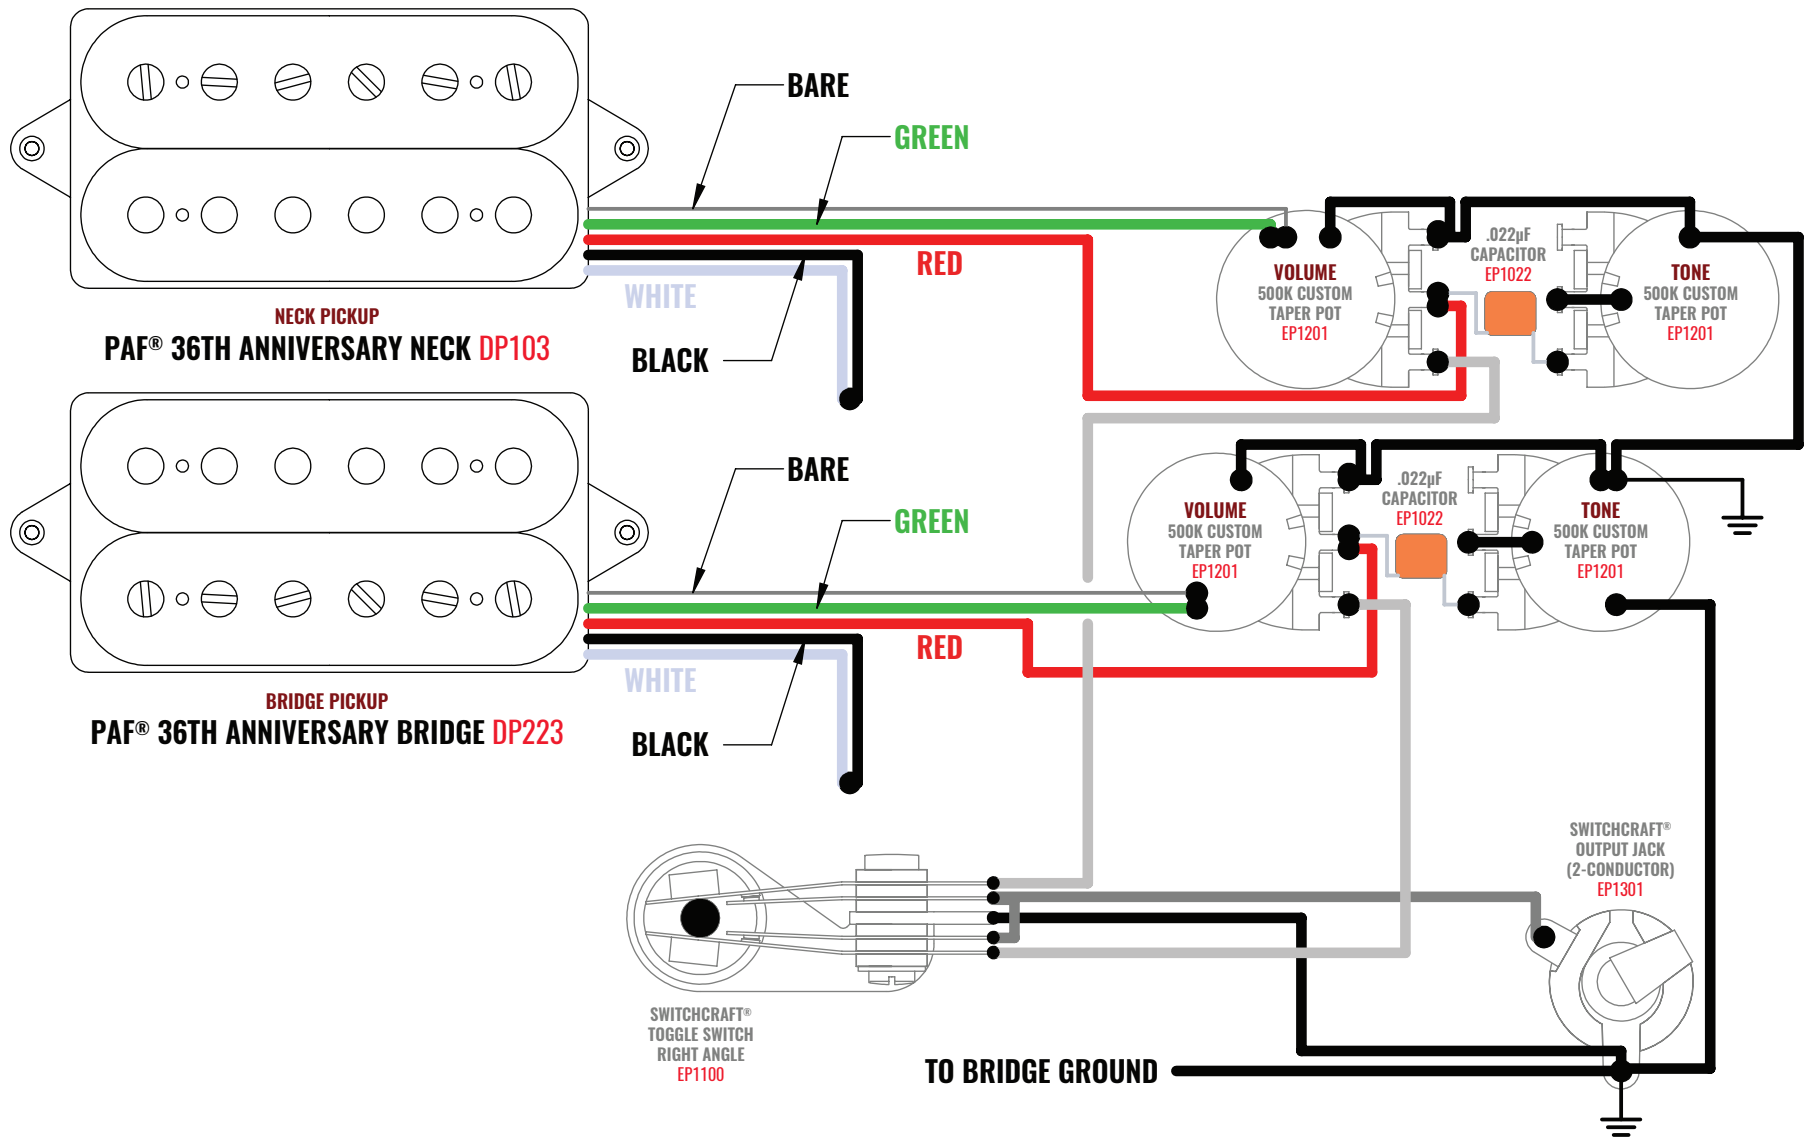 BARE
GREEN
RED
WHITE
BLACK
NECK PICKUP
PAF® 36TH ANNIVERSARY NECK DP103
VOLUME
500K CUSTOM
TAPER POT
EP1201
.022µF
CAPACITOR
EP1022
TONE
500K CUSTOM
TAPER POT
EP1201
BARE
GREEN
RED
WHITE
BLACK
BRIDGE PICKUP
PAF® 36TH ANNIVERSARY BRIDGE DP223
VOLUME
500K CUSTOM
TAPER POT
EP1201
.022µF
CAPACITOR
EP1022
TONE
500K CUSTOM
TAPER POT
EP1201
SWITCHCRAFT®
OUTPUT JACK
(2-CONDUCTOR)
EP1301
SWITCHCRAFT®
TOGGLE SWITCH
RIGHT ANGLE
EP1100
TO BRIDGE GROUND